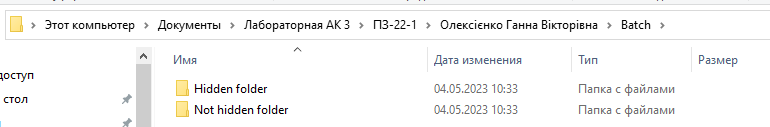 Этот компьютер > Документы > Лабораторная АК 3 > ПЗ-22-1 > Олексієнко Ганна Вікторівна > Batch >
Имя Дата изменения Тип Размер
доступ
Hidden folder 04.05.2023 10:33 Папка с файлами
стол
Not hidden folder 04.05.2023 10:33 Папка с файлами